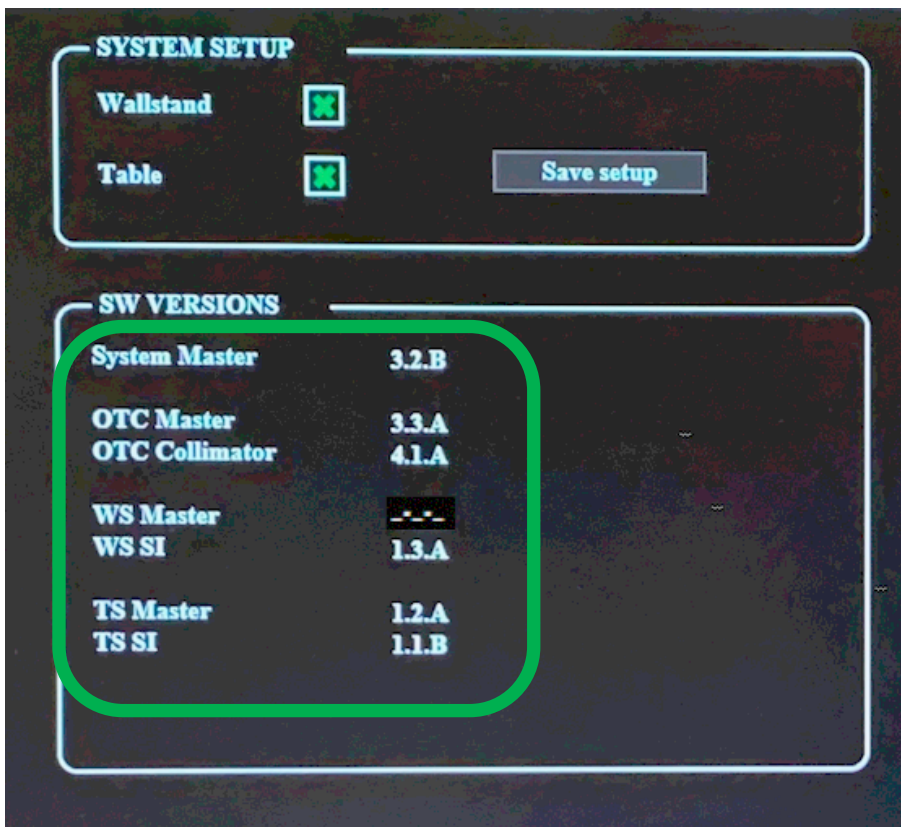 SYSTEM SETUP
Wallstand
Table
Save setup
SW VERSIONS
System Master 3.2.B
OTC Master 3.3.A
OTC Collimator 4.1.A
WS Master _._._
WS SI 1.3.A
TS Master 1.2.A
TS SI 1.1.B